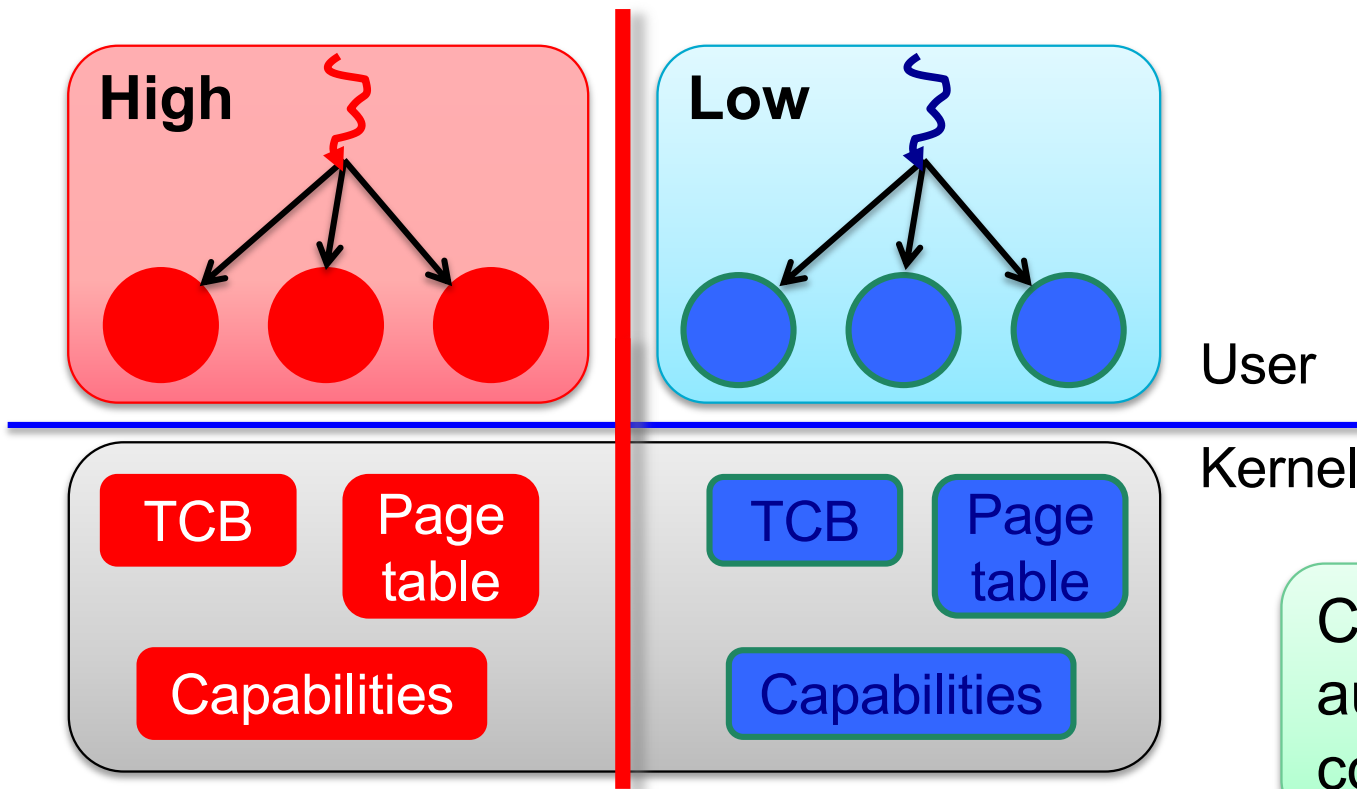 High
Low
User
Kernel
TCB
Page
table
TCB
Page
table
Capabilities
Capabilities